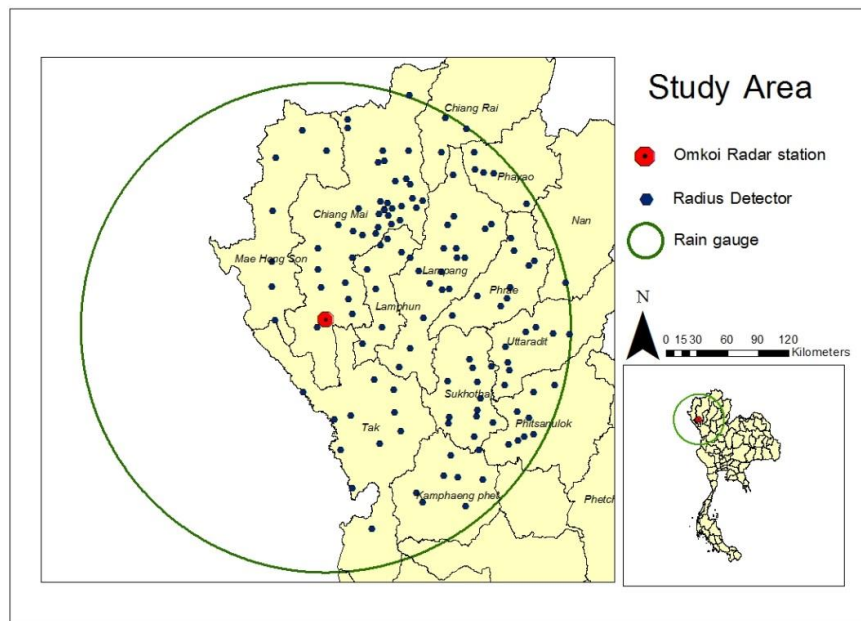 Study Area
Omkoi Radar station
Radius Detector
Rain gauge
N
0 15 30 60 90 120
Kilometers
Chiang Rai
Phayao
Nan
Chiang Mai
Mae Hong Son
Lampang
Phrae
Lamphun
Uttaradit
Sukhothai
Phitsanulok
Tak
Kamphaeng phet
Phetch